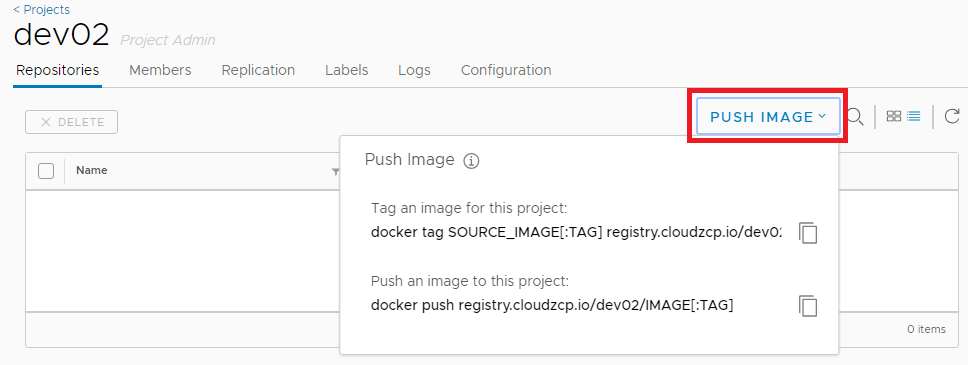 < Projects
dev02 Project Admin
Repositories Members Replication Labels Logs Configuration
× DELETE
PUSH IMAGE
Name
Push Image
Tag an image for this project:
docker tag SOURCE_IMAGE[:TAG] registry.cloudzcp.io/dev02
Push an image to this project:
docker push registry.cloudzcp.io/dev02/IMAGE[:TAG]
0 items